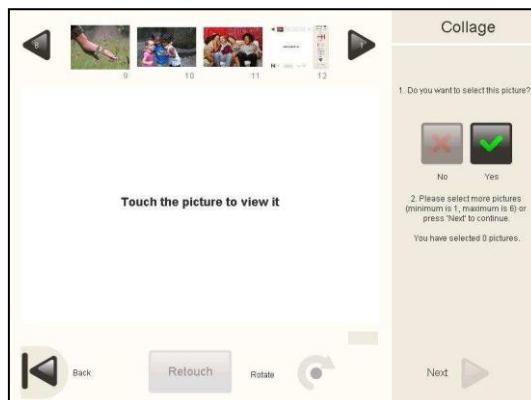 Collage
9
10
11
12
1. Do you want to select this picture?
No
Yes
2. Please select more pictures
(minimum is 1, maximum is 6) or
press 'Next' to continue.
You have selected 0 pictures.
Touch the picture to view it
Back
Retouch
Rotate
Next